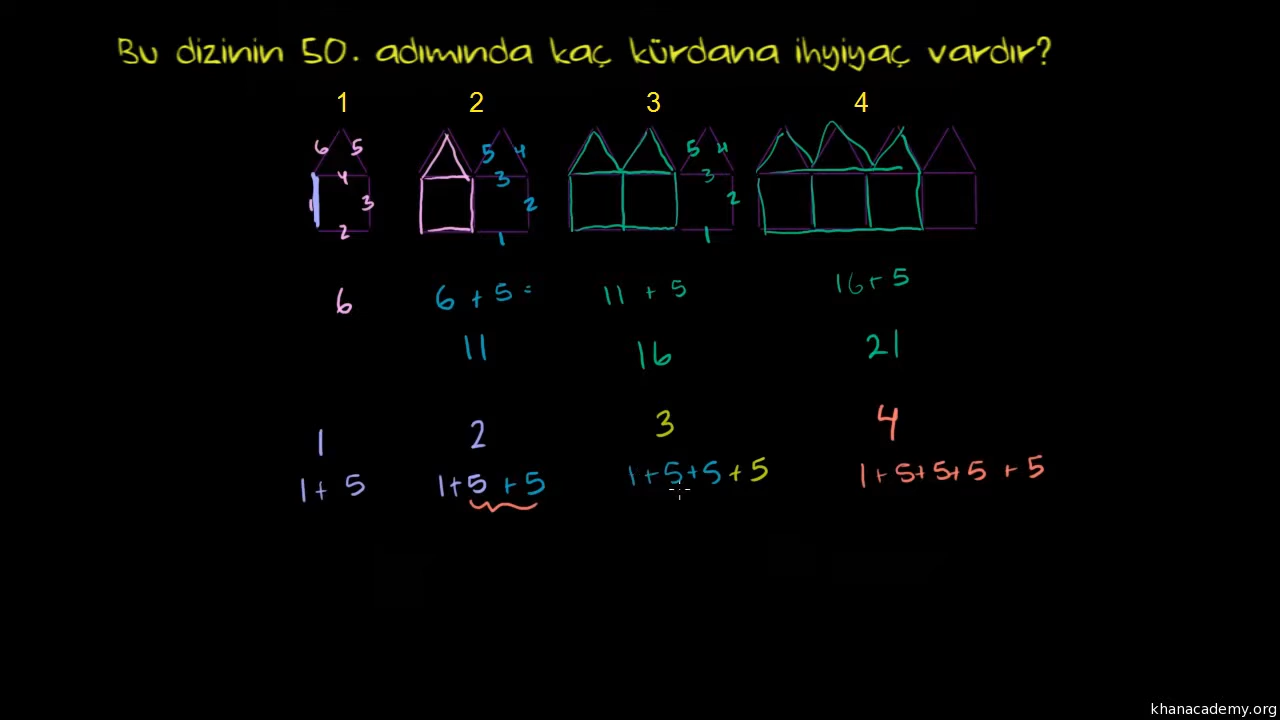 Bu dizinin 50. adımında kaç kürdana ihyiyaç vardır?
1 2 3 4
6 5 5 4 5 4
4 3 3
1 3 2 2
2 1 1
6 6 + 5 = 11 + 5 16 + 5
11 16 21
1 2 3 4
1 + 5 1 + 5 + 5 1 + 5 + 5 + 5 1 + 5 + 5 + 5 + 5
khanacademy.org